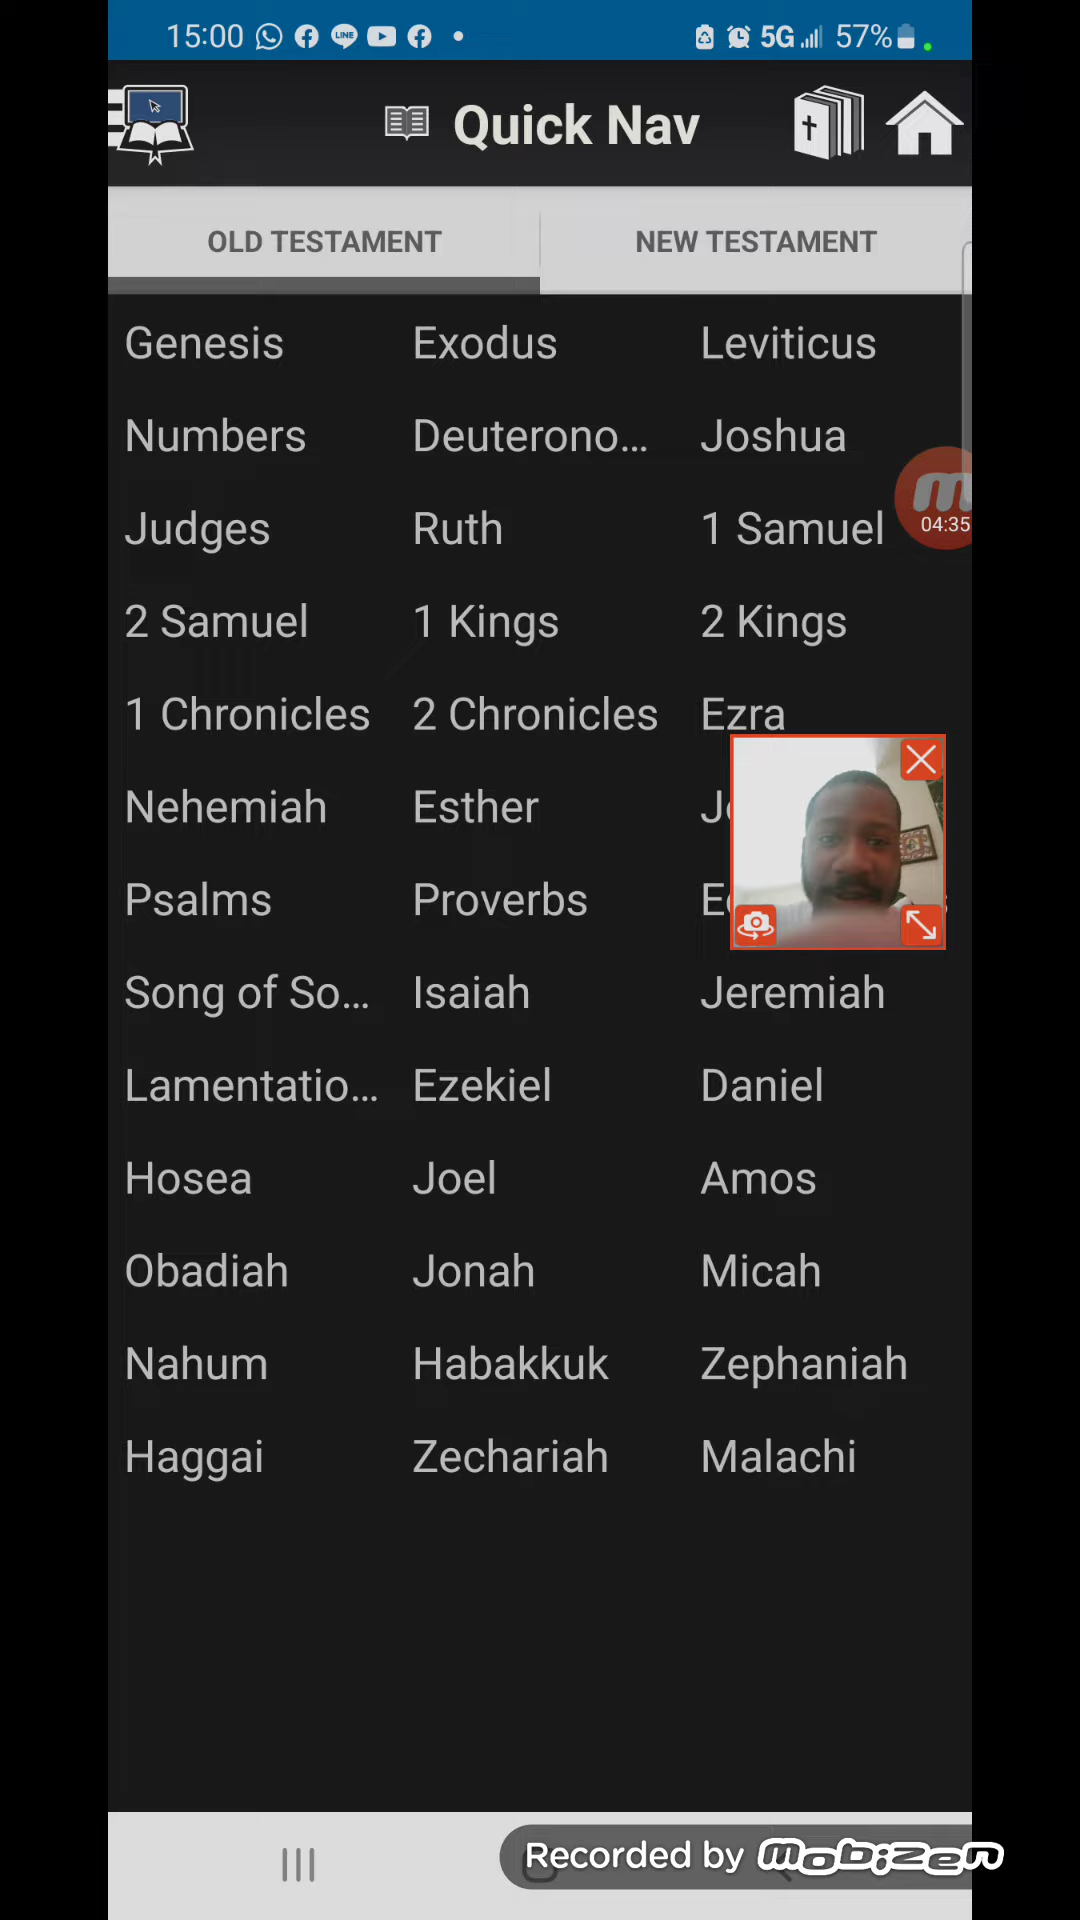 15:00 LINE 5G 57%
Quick Nav
OLD TESTAMENT NEW TESTAMENT
Genesis Exodus Leviticus
Numbers Deuterono... Joshua
Judges Ruth 1 Samuel
04:35
2 Samuel 1 Kings 2 Kings
1 Chronicles 2 Chronicles Ezra
Nehemiah Esther
Psalms Proverbs
Song of So... Isaiah Jeremiah
Lamentatio... Ezekiel Daniel
Hosea Joel Amos
Obadiah Jonah Micah
Nahum Habakkuk Zephaniah
Haggai Zechariah Malachi
Recorded by mobizen